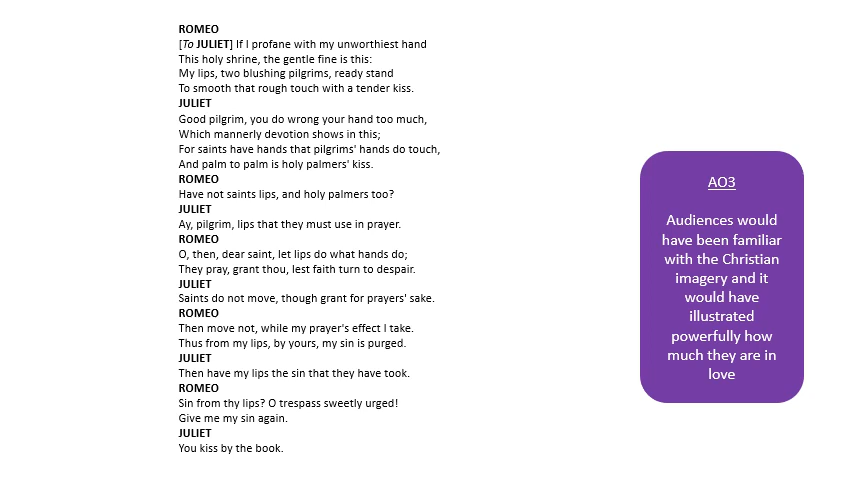 ROMEO
[To JULIET] If I profane with my unworthiest hand
This holy shrine, the gentle fine is this:
My lips, two blushing pilgrims, ready stand
To smooth that rough touch with a tender kiss.
JULIET
Good pilgrim, you do wrong your hand too much,
Which mannerly devotion shows in this;
For saints have hands that pilgrims' hands do touch,
And palm to palm is holy palmers' kiss.
ROMEO
Have not saints lips, and holy palmers too?
JULIET
Ay, pilgrim, lips that they must use in prayer.
ROMEO
O, then, dear saint, let lips do what hands do;
They pray, grant thou, lest faith turn to despair.
JULIET
Saints do not move, though grant for prayers' sake.
ROMEO
Then move not, while my prayer's effect I take.
Thus from my lips, by yours, my sin is purged.
JULIET
Then have my lips the sin that they have took.
ROMEO
Sin from thy lips? O trespass sweetly urged!
Give me my sin again.
JULIET
You kiss by the book.
AO3
Audiences would
have been familiar
with the Christian
imagery and it
would have
illustrated
powerfully how
much they are in
love